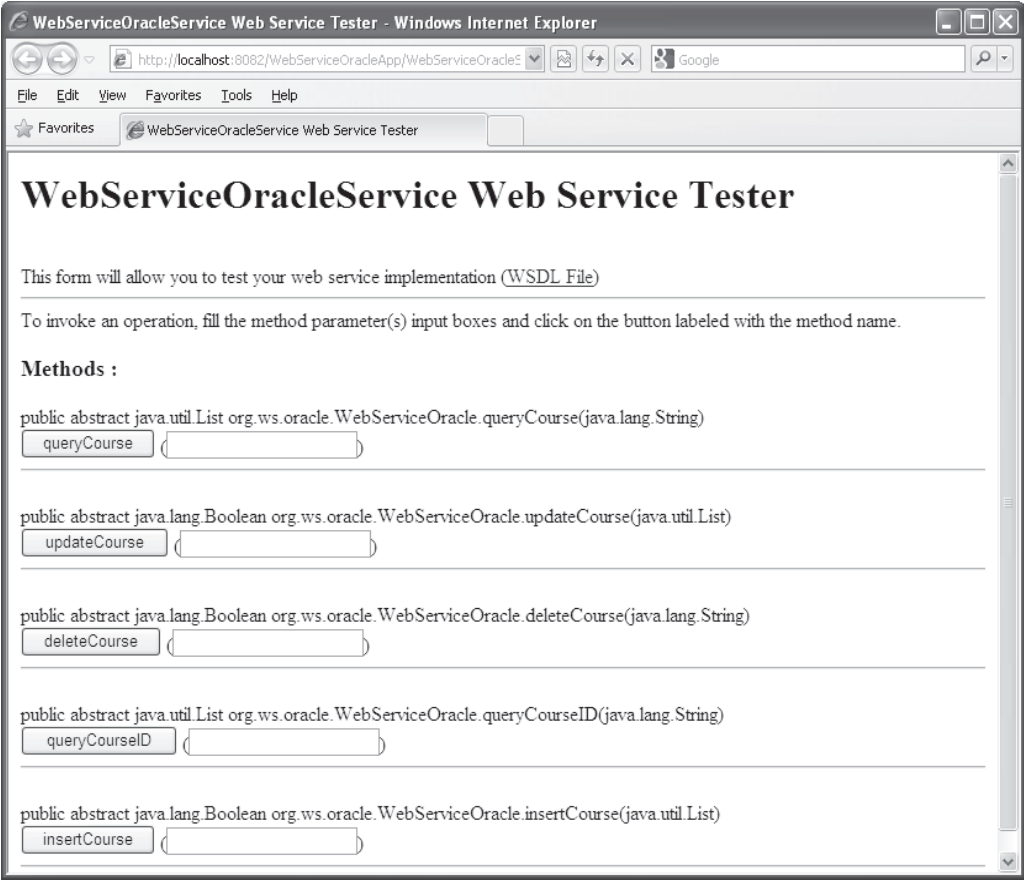 WebServiceOracleService Web Service Tester - Windows Internet Explorer
http://localhost:8082/WebServiceOracleApp/WebServiceOracleS
Google
File Edit View Favorites Tools Help
Favorites
WebServiceOracleService Web Service Tester
WebServiceOracleService Web Service Tester
This form will allow you to test your web service implementation (WSDL File)
To invoke an operation, fill the method parameter(s) input boxes and click on the button labeled with the method name.
Methods :
public abstract java.util.List org.ws.oracle.WebServiceOracle.queryCourse(java.lang.String)
queryCourse ( )
public abstract java.lang.Boolean org.ws.oracle.WebServiceOracle.updateCourse(java.util.List)
updateCourse ( )
public abstract java.lang.Boolean org.ws.oracle.WebServiceOracle.deleteCourse(java.lang.String)
deleteCourse ( )
public abstract java.util.List org.ws.oracle.WebServiceOracle.queryCourseID(java.lang.String)
queryCourseID ( )
public abstract java.lang.Boolean org.ws.oracle.WebServiceOracle.insertCourse(java.util.List)
insertCourse ( )